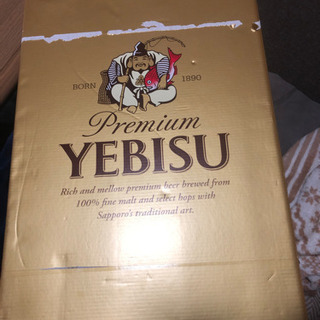 BORN 1890
Premium
YEBISU
Rich and mellow premium beer brewed from
100% fine malt and select hops with
Sapporo's traditional art.